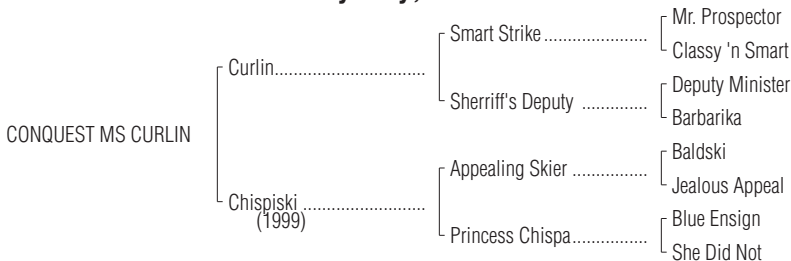 Mr. Prospector
Smart Strike........................
Classy 'n Smart
Curlin...................................
Deputy Minister
Sherriff's Deputy ...............
Barbarika
CONQUEST MS CURLIN
Baldski
Appealing Skier .................
Jealous Appeal
Chispiski ............................
(1999)
Blue Ensign
Princess Chispa.................
She Did Not